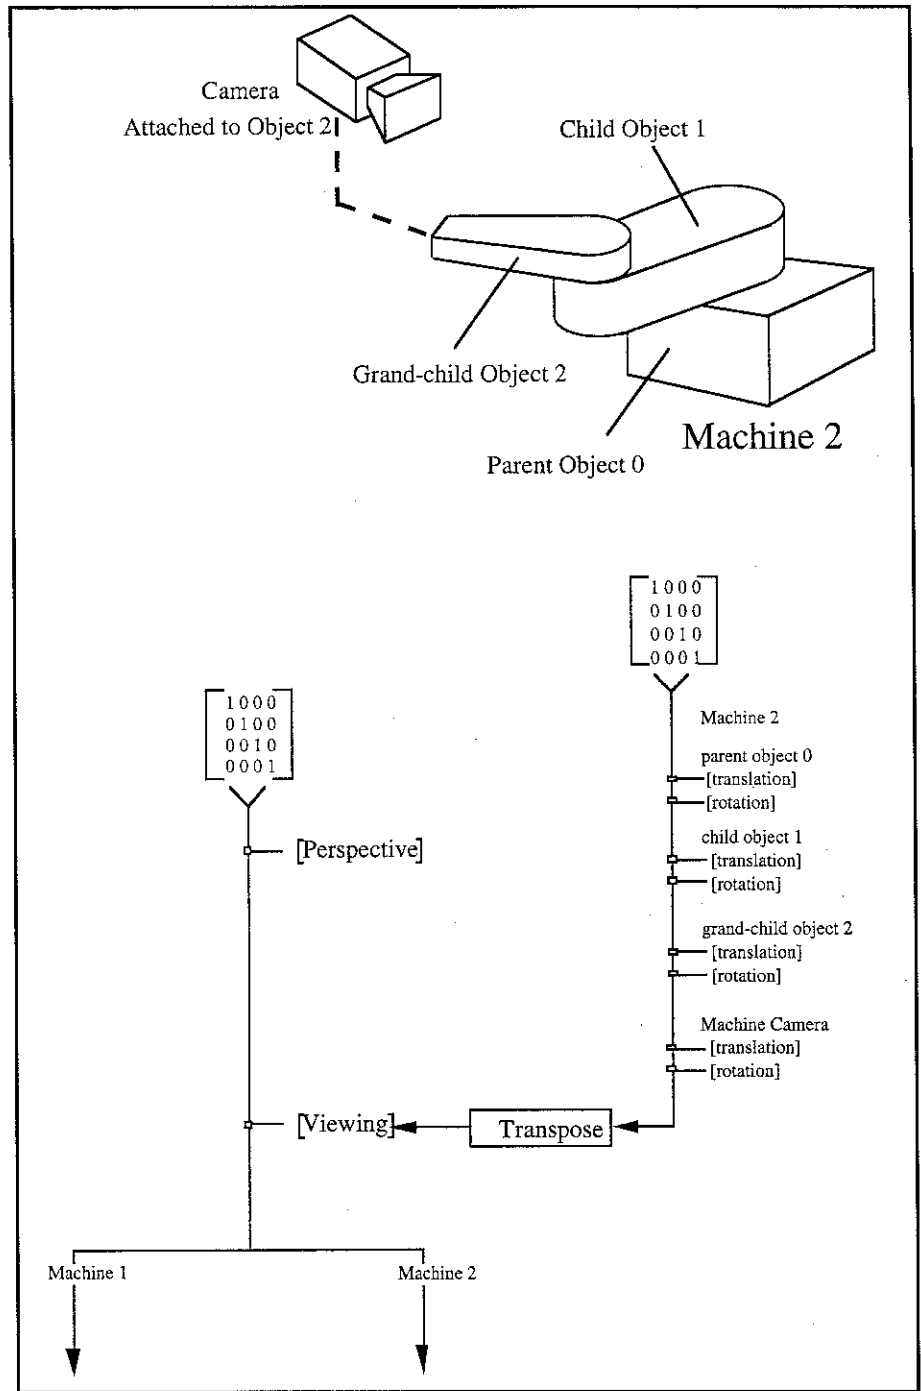 Camera
Attached to Object 2
Child Object 1
Grand-child Object 2
Machine 2
Parent Object 0
1 0 0 0
0 1 0 0
0 0 1 0
0 0 0 1
Machine 2
parent object 0
[translation]
[rotation]
child object 1
[translation]
[rotation]
grand-child object 2
[translation]
[rotation]
Machine Camera
[translation]
[rotation]
1 0 0 0
0 1 0 0
0 0 1 0
0 0 0 1
[Perspective]
[Viewing]
Transpose
Machine 1
Machine 2